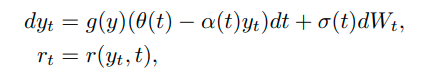 dy_t = g(y)(θ(t) − α(t)y_t)dt + σ(t)dW_t,
r_t = r(y_t, t),